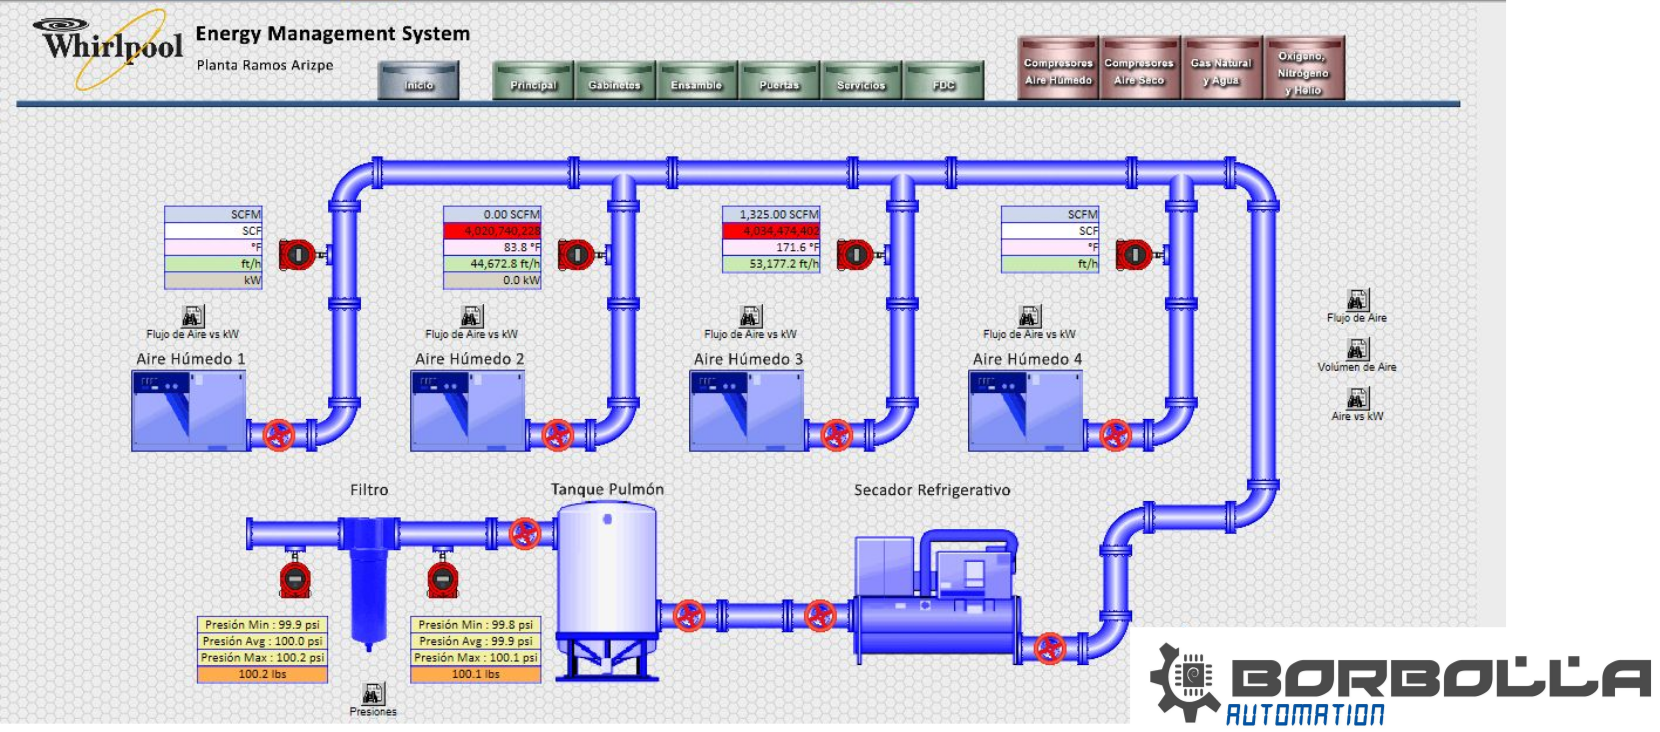 Whirlpool
Energy Management System
Planta Ramos Arizpe
Inicio
Principal
Gabinetes
Ensamble
Puertas
Servicios
FDC
Compresores
Aire Húmedo
Compresores
Aire Seco
Gas Natural
y Agua
Oxígeno,
Nitrógeno
y Helio
SCFM
SCF
°F
ft/h
kW
0.00 SCFM
4,020,740,228
83.8 °F
44,672.8 ft/h
0.0 kW
1,325.00 SCFM
4,034,474,402
171.6 °F
53,177.2 ft/h
SCFM
SCF
°F
ft/h
Flujo de Aire vs kW
Flujo de Aire vs kW
Flujo de Aire vs kW
Flujo de Aire vs kW
Aire Húmedo 1
Aire Húmedo 2
Aire Húmedo 3
Aire Húmedo 4
Flujo de Aire
Volúmen de Aire
Aire vs kW
Filtro
Tanque Pulmón
Secador Refrigerativo
Presión Min : 99.9 psi
Presión Avg : 100.0 psi
Presión Max : 100.2 psi
100.2 lbs
Presión Min : 99.8 psi
Presión Avg : 99.9 psi
Presión Max : 100.1 psi
100.1 lbs
Presiones
BORBOLLA
AUTOMATION